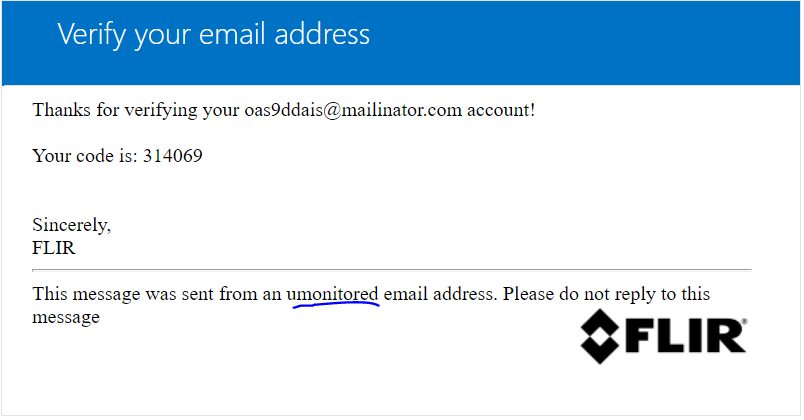 Verify your email address
Thanks for verifying your oas9ddais@mailinator.com account!
Your code is: 314069
Sincerely,
FLIR
This message was sent from an umonitored email address. Please do not reply to this
message
FLIR®